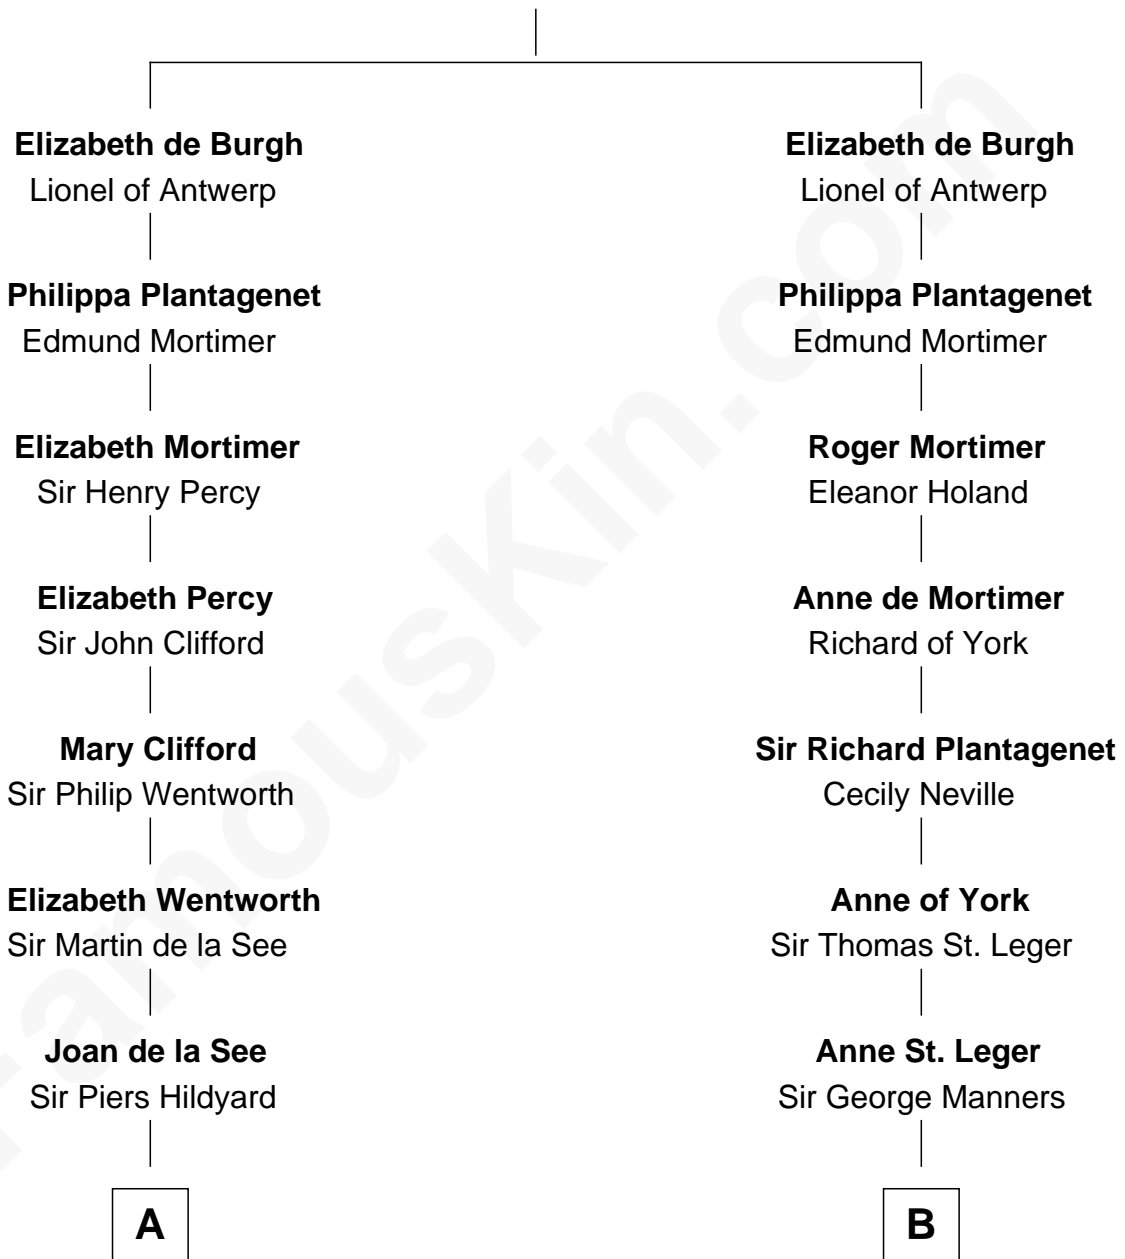 Elizabeth de Burgh
Lionel of Antwerp
Philippa Plantagenet
Edmund Mortimer
Elizabeth Mortimer
Sir Henry Percy
Elizabeth Percy
Sir John Clifford
Mary Clifford
Sir Philip Wentworth
Elizabeth Wentworth
Sir Martin de la See
Joan de la See
Sir Piers Hildyard
A
Elizabeth de Burgh
Lionel of Antwerp
Philippa Plantagenet
Edmund Mortimer
Roger Mortimer
Eleanor Holand
Anne de Mortimer
Richard of York
Sir Richard Plantagenet
Cecily Neville
Anne of York
Sir Thomas St. Leger
Anne St. Leger
Sir George Manners
B
FamousKin.com